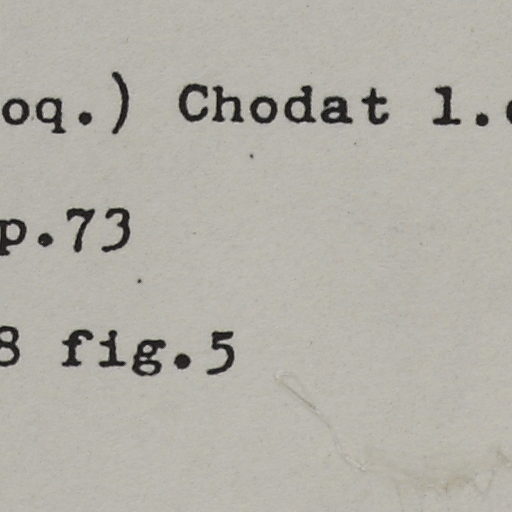 oq.) Chodat l.c
p.73
8 fig.5